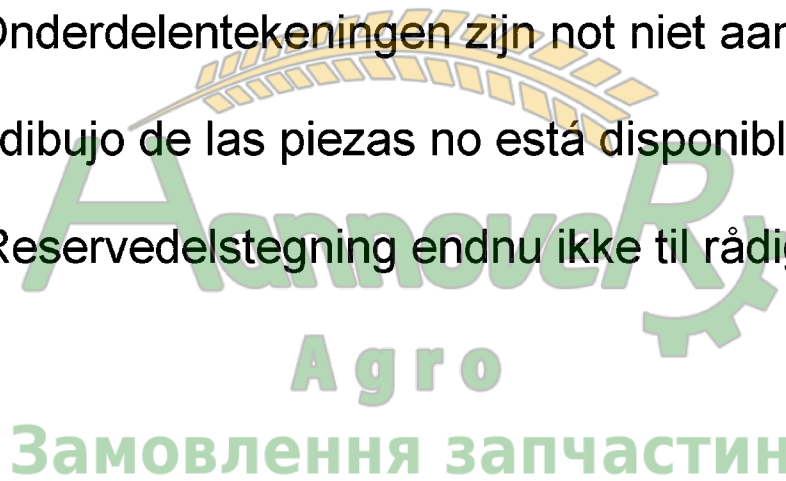 Onderdelentekeningen zijn not niet aan
dibujo de las piezas no está disponibl
Reservedelstegning endnu ikke til rådig
HannoveR
Agro
Замовлення запчастин